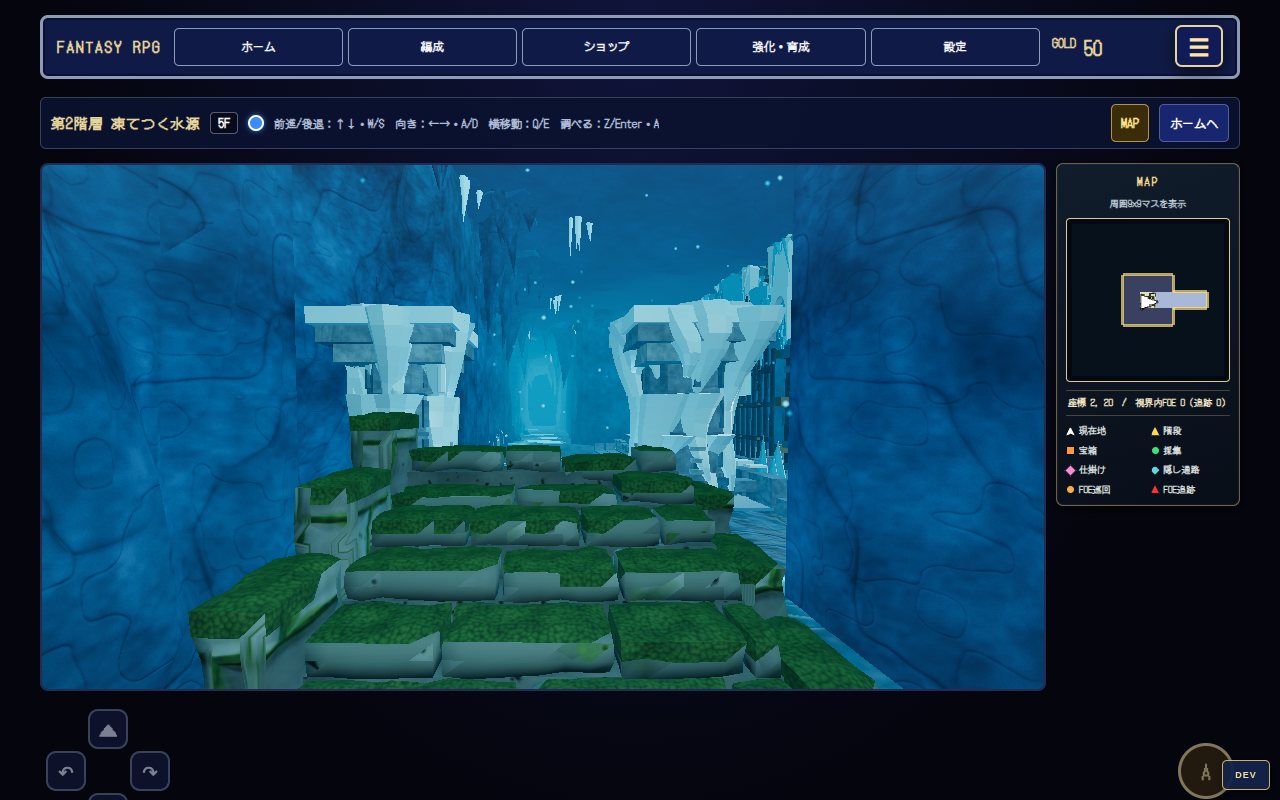 FANTASY RPG ホーム 編成 ショップ 強化・育成 設定 GOLD 50
第2階層 凍てつく水源 5F 前進/後退：↑↓・W/S 向き：←→・A/D 横移動：Q/E 調べる：Z/Enter・A MAP ホームへ
MAP
周囲9x9マスを表示
座標 2, 20 / 視界内FOE 0 (追跡 0)
現在地 階段
宝箱 採集
仕掛け 隠し通路
FOE巡回 FOE追跡
A DEV